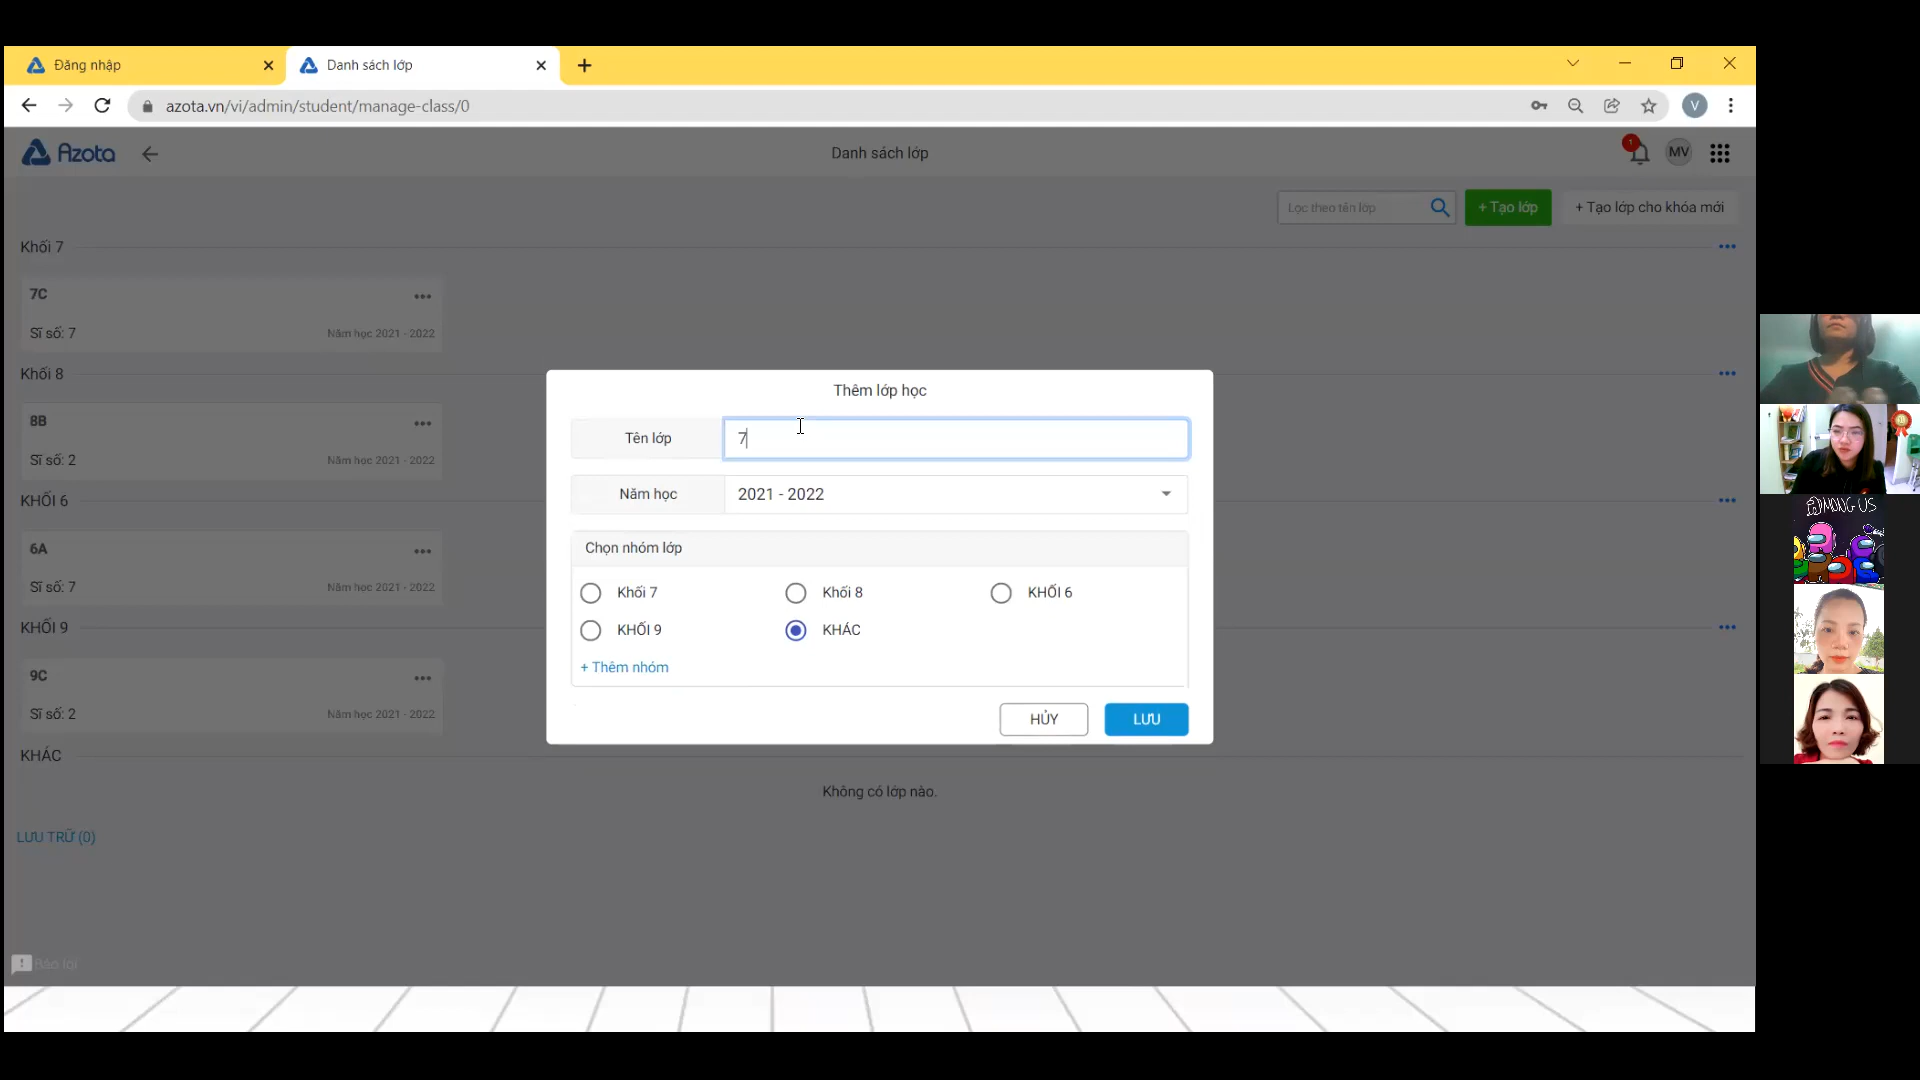 Đăng nhập
Danh sách lớp
azota.vn/vi/admin/student/manage-class/0
V
Azota
Danh sách lớp
1
MV
Lọc theo tên lớp
+ Tạo lớp
+ Tạo lớp cho khóa mới
Khối 7
7C
Sĩ số: 7
Năm học 2021 - 2022
Khối 8
8B
Sĩ số: 2
Năm học 2021 - 2022
KHỐI 6
6A
Sĩ số: 7
Năm học 2021 - 2022
KHỐI 9
9C
Sĩ số: 2
Năm học 2021 - 2022
KHÁC
Không có lớp nào.
LƯU TRỮ (0)
Báo lỗi
Thêm lớp học
Tên lớp
7
Năm học
2021 - 2022
Chọn nhóm lớp
Khối 7
Khối 8
KHỐI 6
KHỐI 9
KHÁC
+ Thêm nhóm
HỦY
LƯU
AMONG US